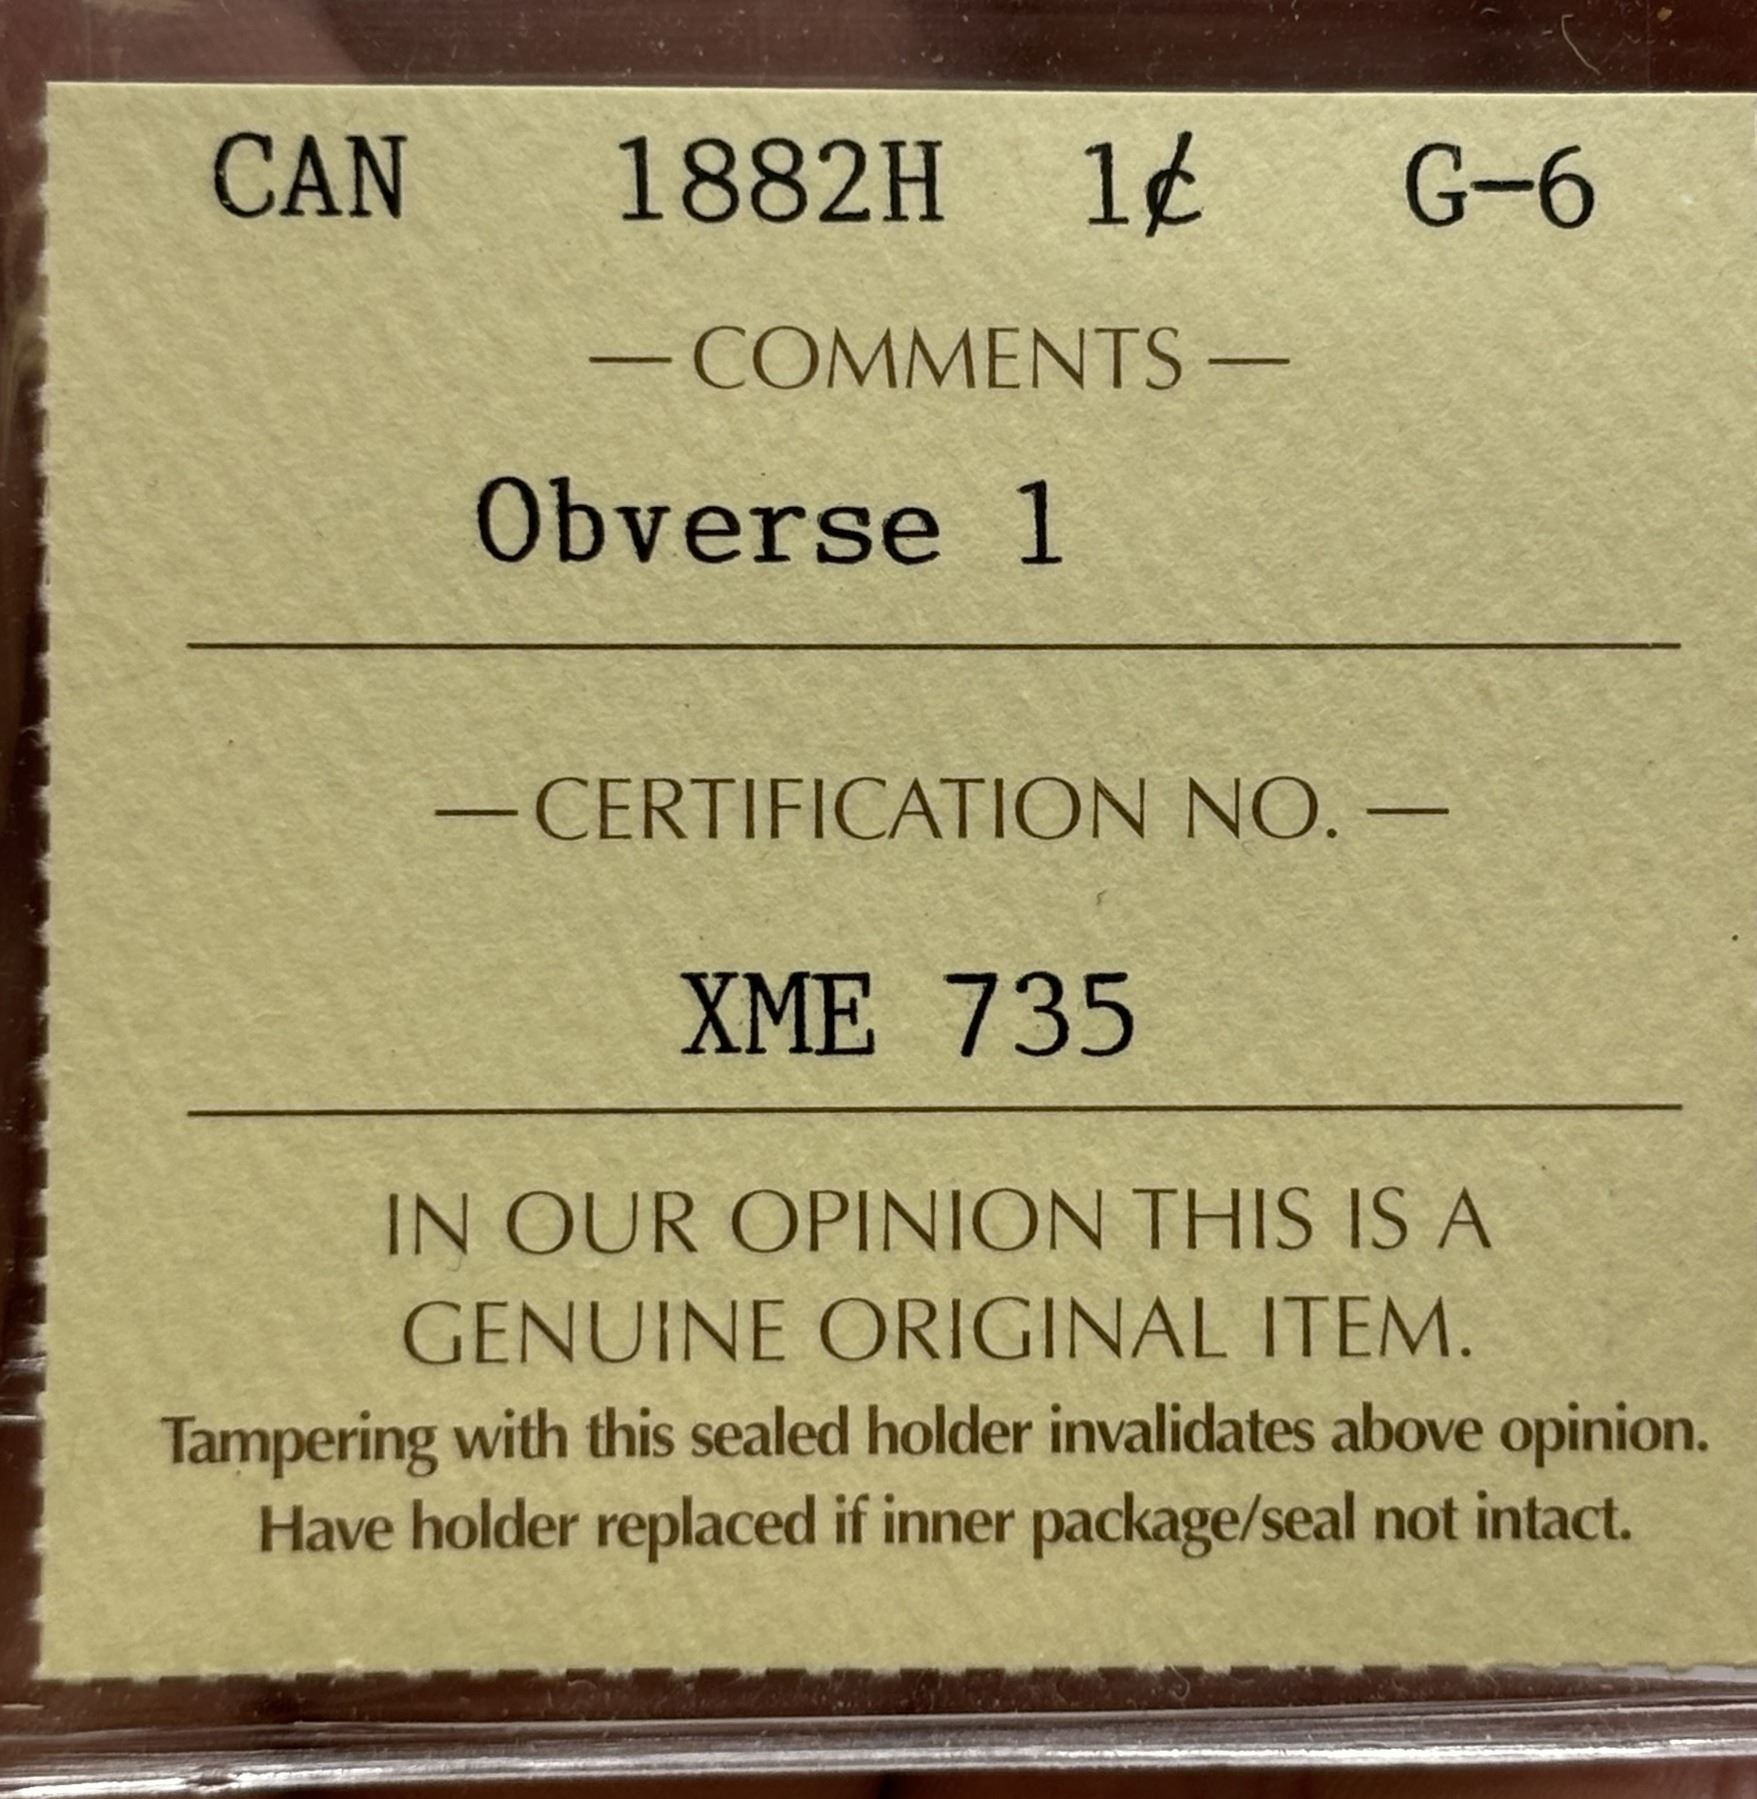 CAN 1882H 1¢ G-6
— COMMENTS —
Obverse 1
— CERTIFICATION NO. —
XME 735
IN OUR OPINION THIS IS A
GENUINE ORIGINAL ITEM.
Tampering with this sealed holder invalidates above opinion.
Have holder replaced if inner package/seal not intact.